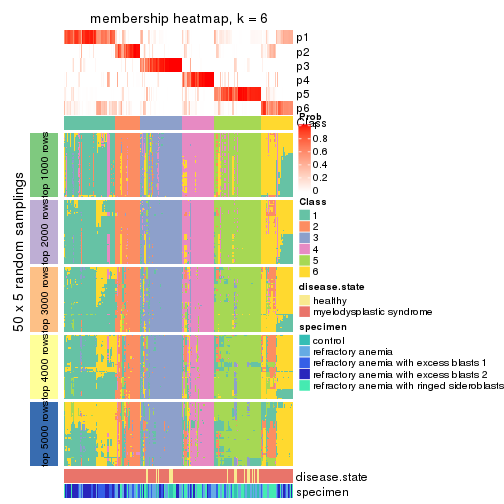 membership heatmap, k = 6
p1
p2
p3
p4
p5
p6
Class
Prob
1
0.8
0.6
0.4
0.2
0
50 x 5 random samplings
top 1000 rows
top 2000 rows
top 3000 rows
top 4000 rows
top 5000 rows
Class
1
2
3
4
5
6
disease.state
healthy
myelodysplastic syndrome
specimen
control
refractory anemia
refractory anemia with excess blasts 1
refractory anemia with excess blasts 2
refractory anemia with ringed sideroblasts
disease.state
specimen